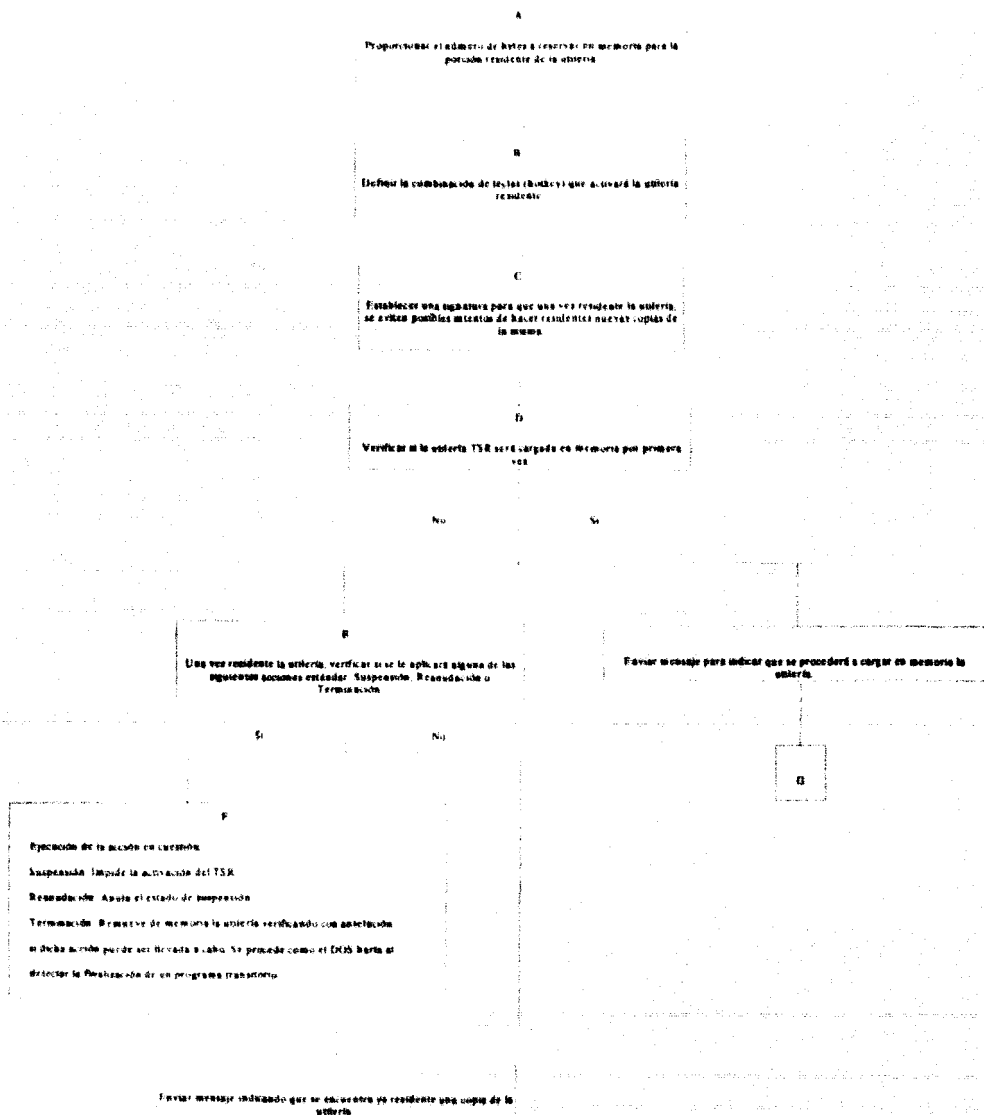 A
Proporcionar el número de bytes a reservar en memoria para la
porción residente de la utilería
B
Definir la combinación de teclas (hotkey) que activará la utilería
residente
C
Establecer una signatura para que una vez residente la utilería,
se eviten posibles intentos de hacer residentes nuevas copias de
la misma
D
Verificar si la utilería TSR será cargada en memoria por primera
vez
No
Si
Una vez residente la utilería, verificar si se le aplicará alguna de las
siguientes acciones estándar: Suspensión, Reanudación o
Terminación
Enviar mensaje para indicar que se procederá a cargar en memoria la
utilería.
Si
No
F
Ejecución de la acción en cuestión
Suspensión: Impide la activación del TSR
Reanudación: Anula el estado de suspensión
Terminación: Remueve de memoria la utilería verificando con antelación
si dicha acción puede ser llevada a cabo. Se procede como el DOS haría al
detectar la finalización de un programa transitorio
Enviar mensaje indicando que se encuentra ya residente una copia de la
utilería